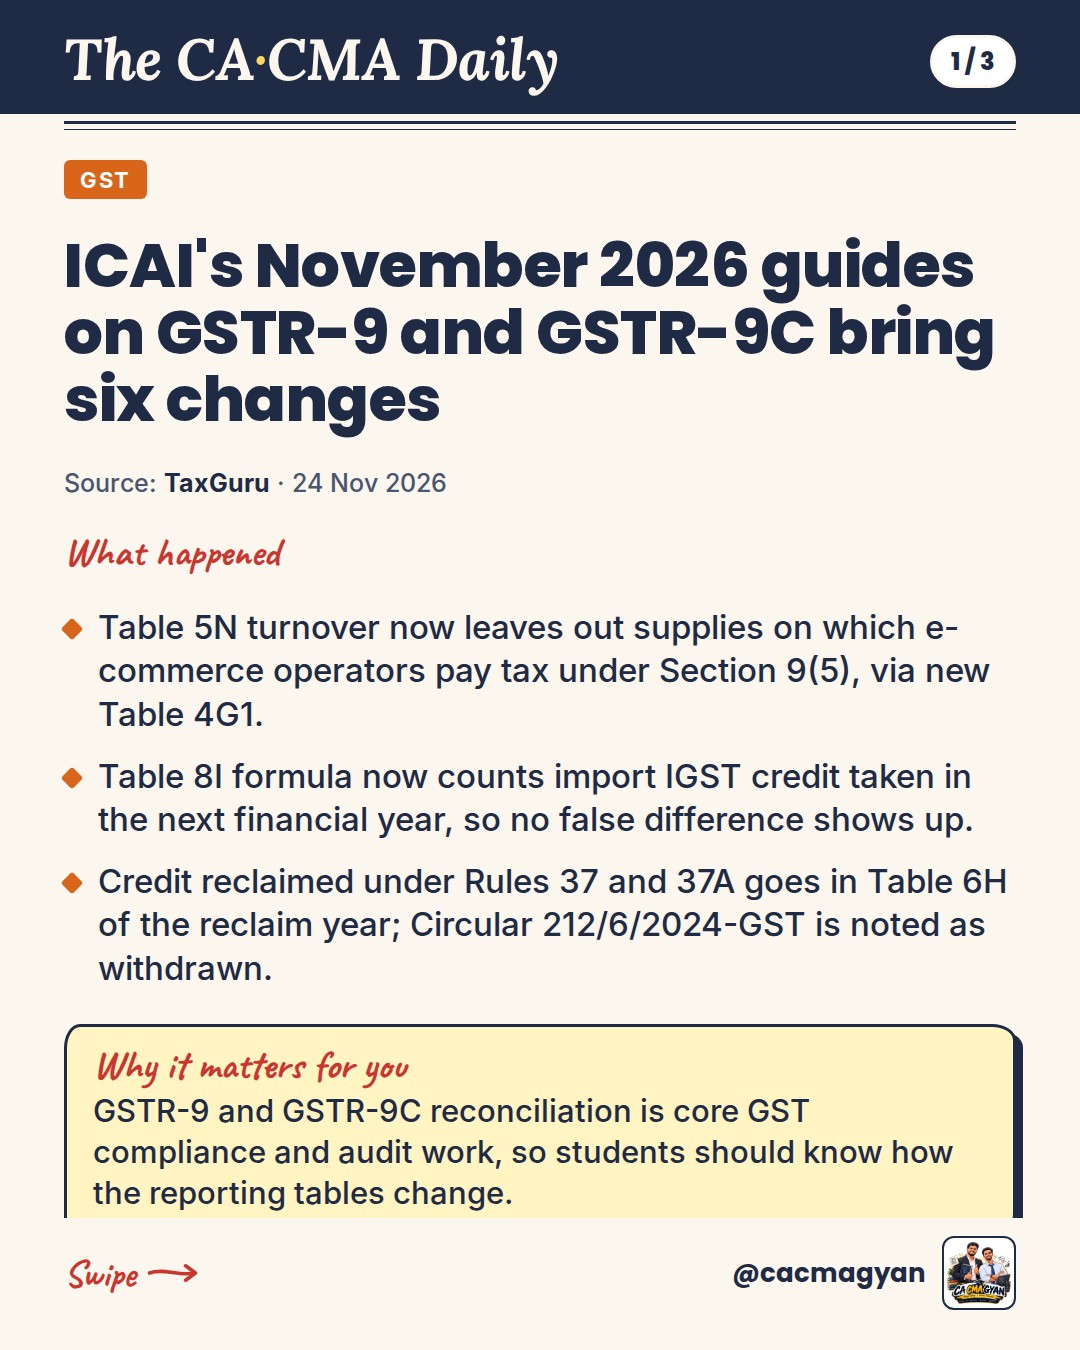 The CA·CMA Daily
1/3
GST
ICAI's November 2026 guides
on GSTR-9 and GSTR-9C bring
six changes
Source: TaxGuru · 24 Nov 2026
What happened
Table 5N turnover now leaves out supplies on which e-
commerce operators pay tax under Section 9(5), via new
Table 4G1.
Table 8I formula now counts import IGST credit taken in
the next financial year, so no false difference shows up.
Credit reclaimed under Rules 37 and 37A goes in Table 6H
of the reclaim year; Circular 212/6/2024-GST is noted as
withdrawn.
Why it matters for you
GSTR-9 and GSTR-9C reconciliation is core GST
compliance and audit work, so students should know how
the reporting tables change.
Swipe →
@cacmagyan
CA CMA GYAN